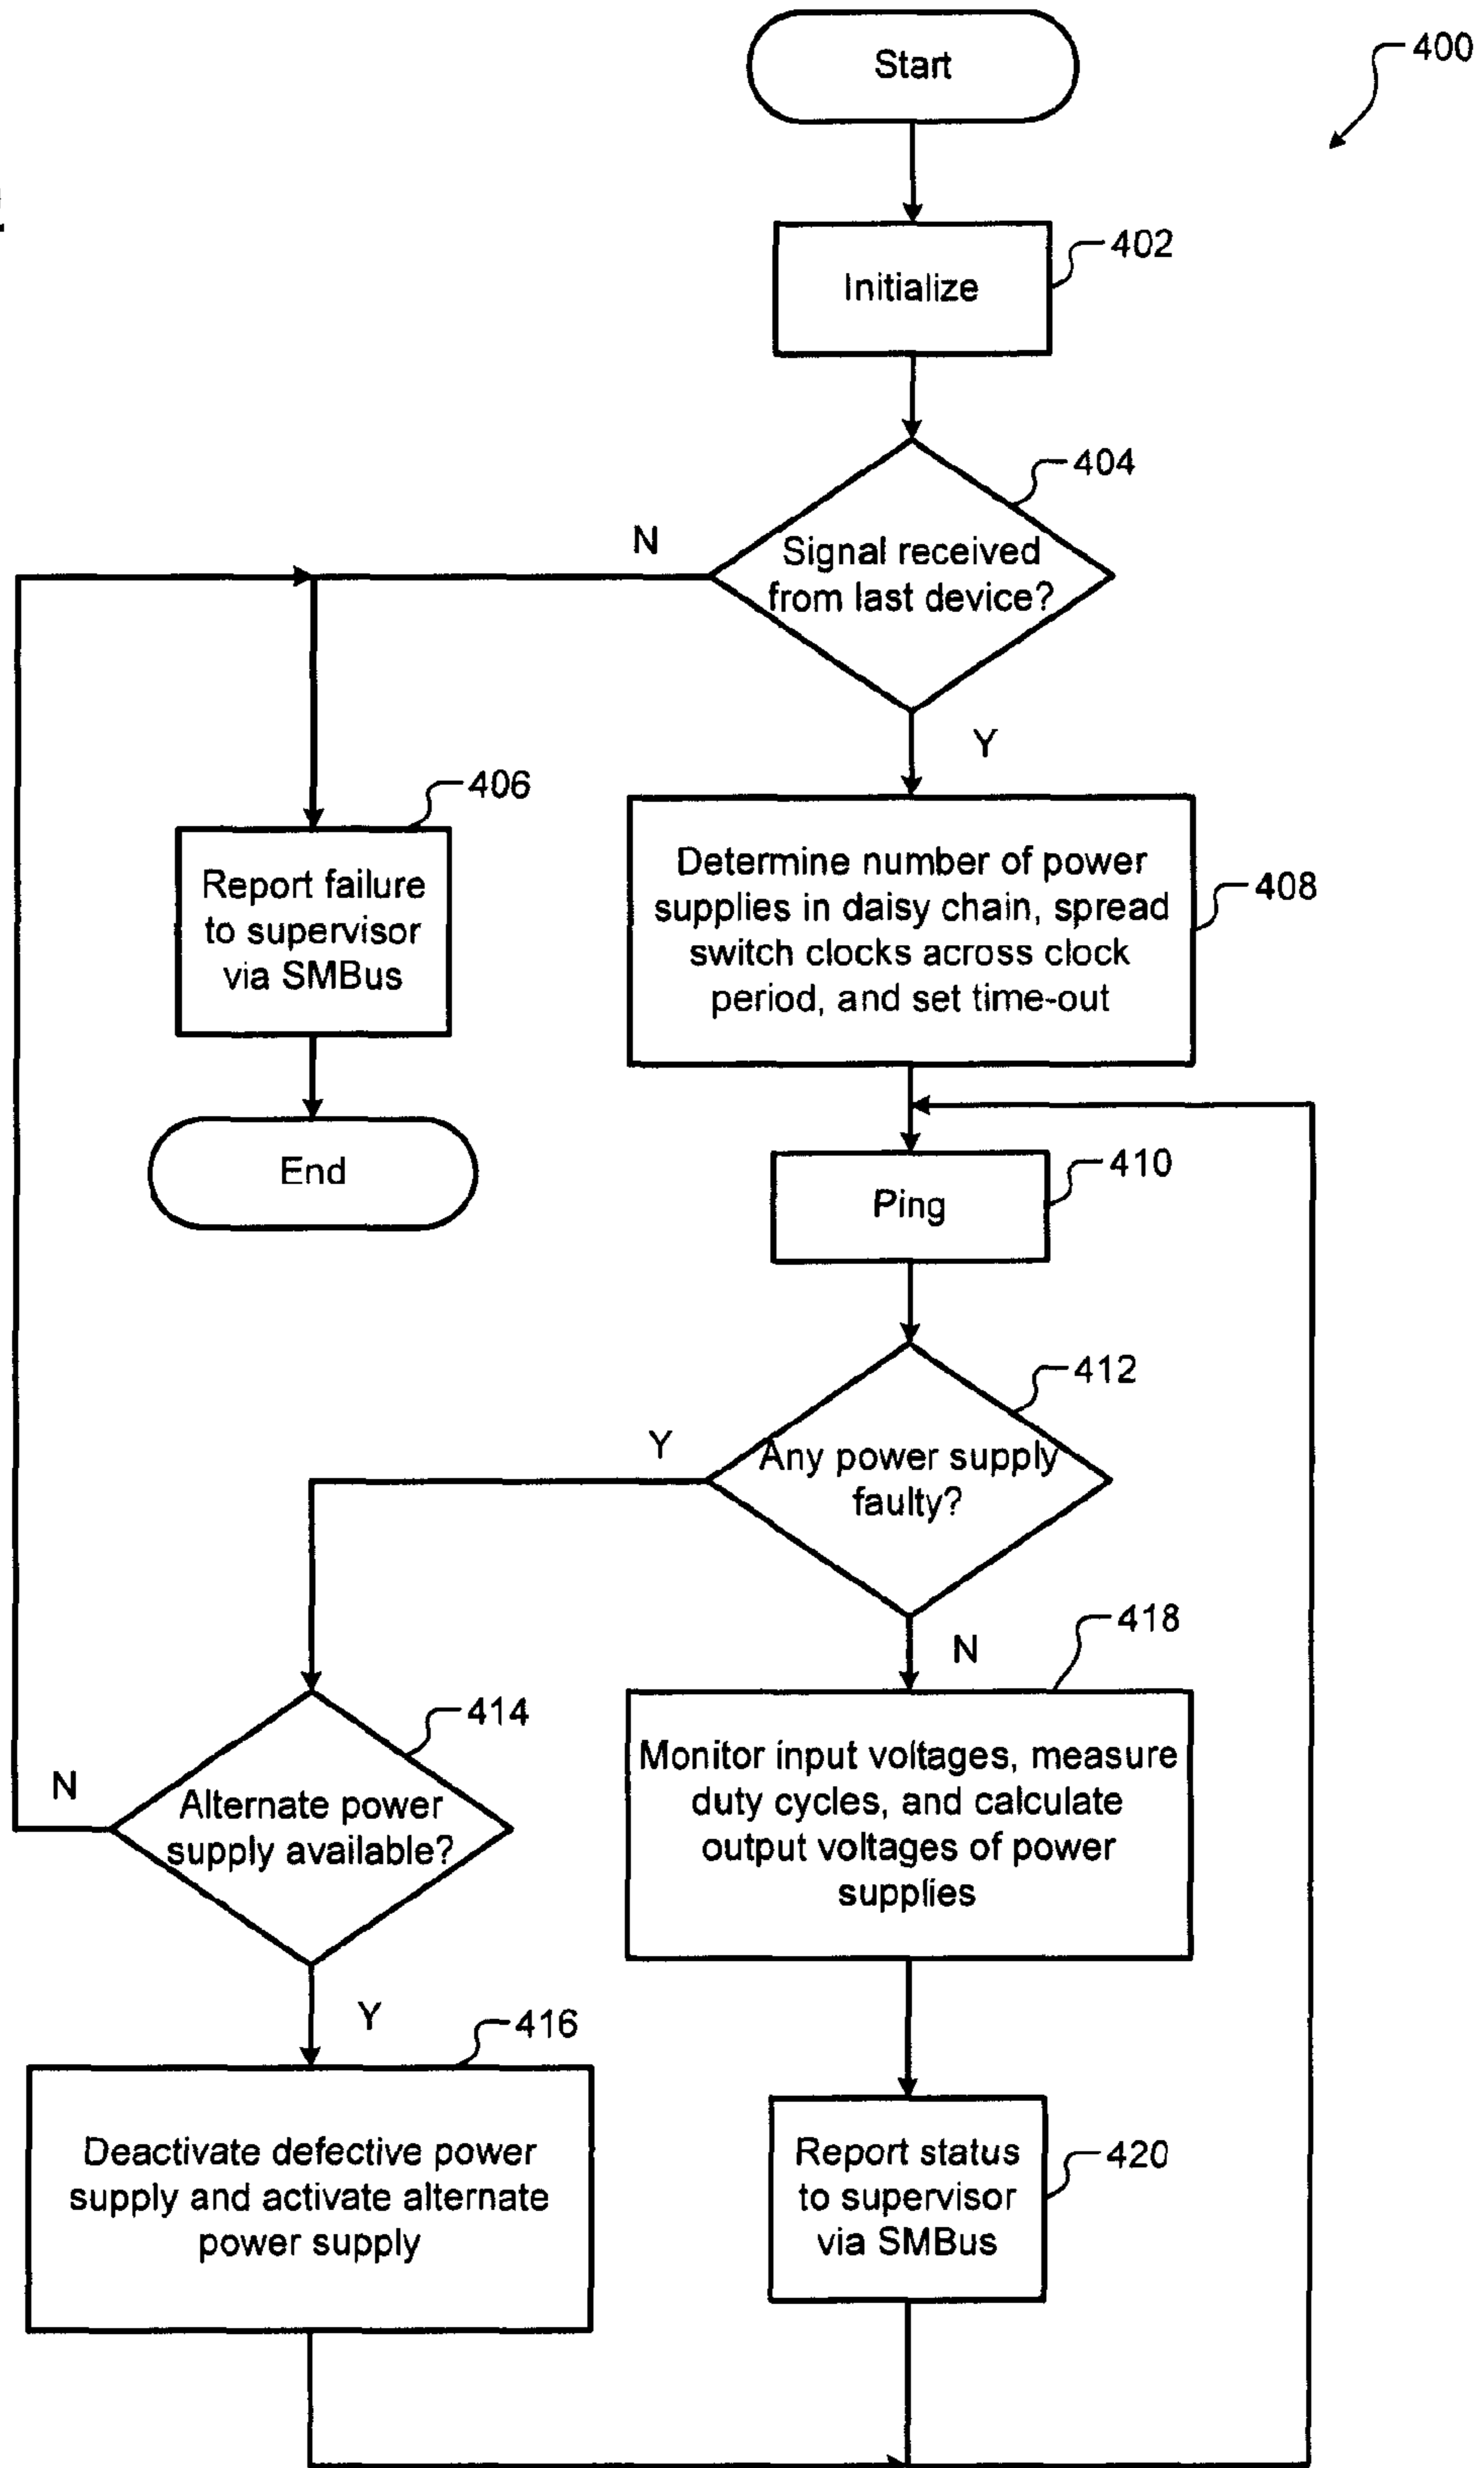 Start
400
Initialize
402
404
Signal received
from last device?
N
Y
406
Report failure
to supervisor
via SMBus
Determine number of power
supplies in daisy chain, spread
switch clocks across clock
period, and set time-out
408
End
Ping
410
412
Any power supply
faulty?
Y
N
418
414
Alternate power
supply available?
N
Y
Monitor input voltages, measure
duty cycles, and calculate
output voltages of power
supplies
416
Deactivate defective power
supply and activate alternate
power supply
Report status
to supervisor
via SMBus
420